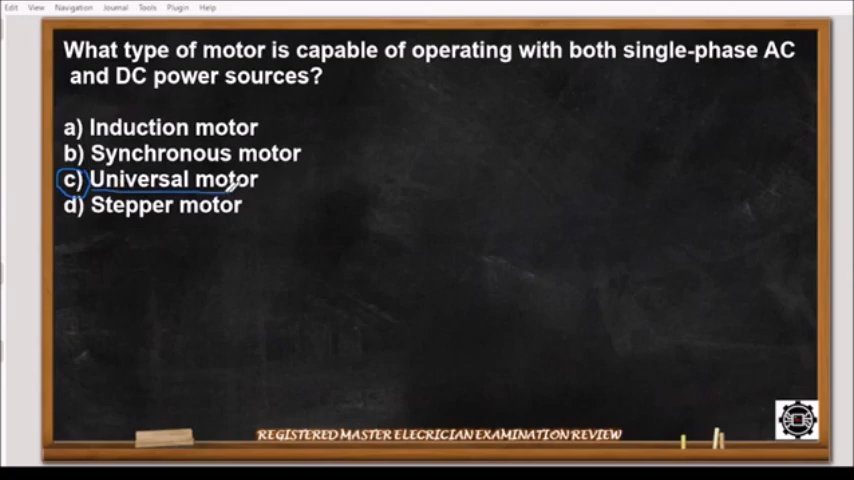 Edit View Navigation Journal Tools Plugin Help
What type of motor is capable of operating with both single-phase AC
and DC power sources?
a) Induction motor
b) Synchronous motor
c) Universal motor
d) Stepper motor
REGISTERED MASTER ELECRICIAN EXAMINATION REVIEW